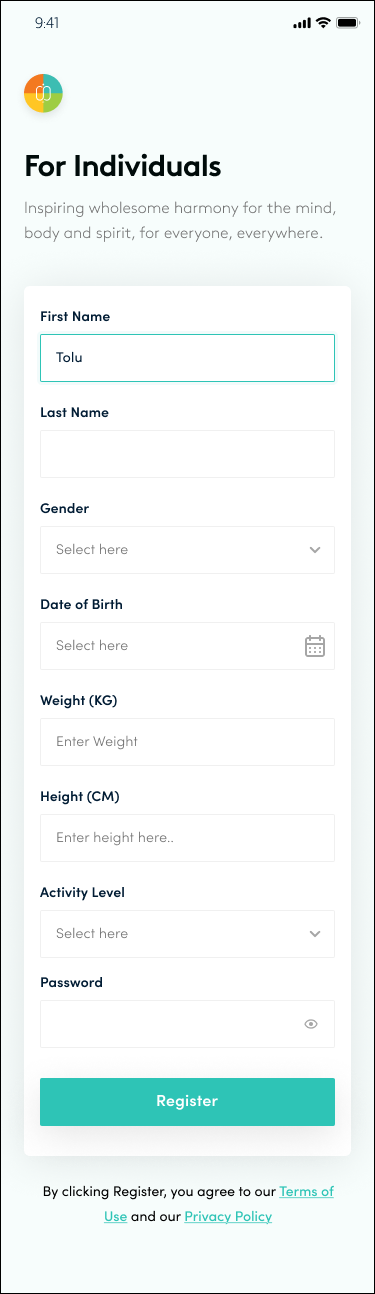 9:41
For Individuals
Inspiring wholesome harmony for the mind,
body and spirit, for everyone, everywhere.
First Name
Tolu
Last Name
Gender
Select here
Date of Birth
Select here
Weight (KG)
Enter Weight
Height (CM)
Enter height here..
Activity Level
Select here
Password
Register
By clicking Register, you agree to our Terms of
Use and our Privacy Policy